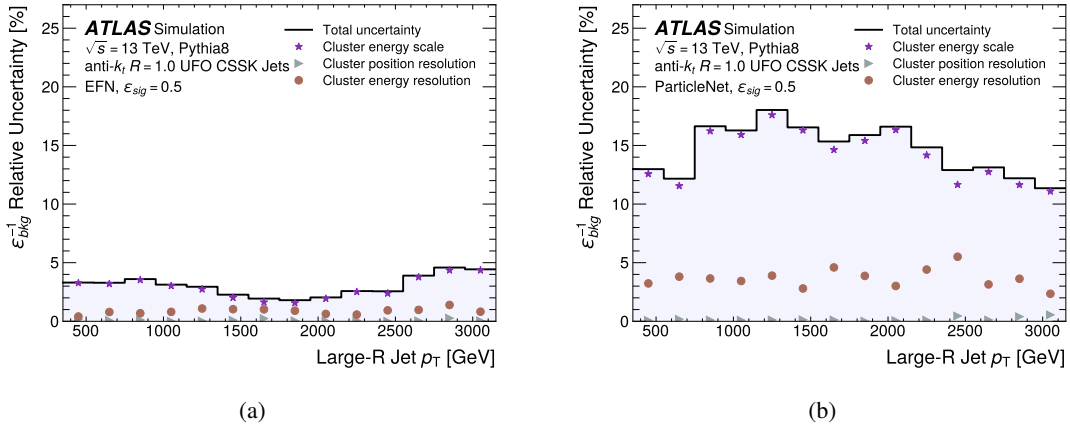 ATLAS Simulation
√s = 13 TeV, Pythia8
anti-kt R = 1.0 UFO CSSK Jets
EFN, εsig = 0.5
Total uncertainty
Cluster energy scale
Cluster position resolution
Cluster energy resolution
ε−1bkg Relative Uncertainty [%]
25
20
15
10
5
0
500 1000 1500 2000 2500 3000
Large-R Jet pT [GeV]
(a)
ATLAS Simulation
√s = 13 TeV, Pythia8
anti-kt R = 1.0 UFO CSSK Jets
ParticleNet, εsig = 0.5
Total uncertainty
Cluster energy scale
Cluster position resolution
Cluster energy resolution
ε−1bkg Relative Uncertainty [%]
25
20
15
10
5
0
500 1000 1500 2000 2500 3000
Large-R Jet pT [GeV]
(b)